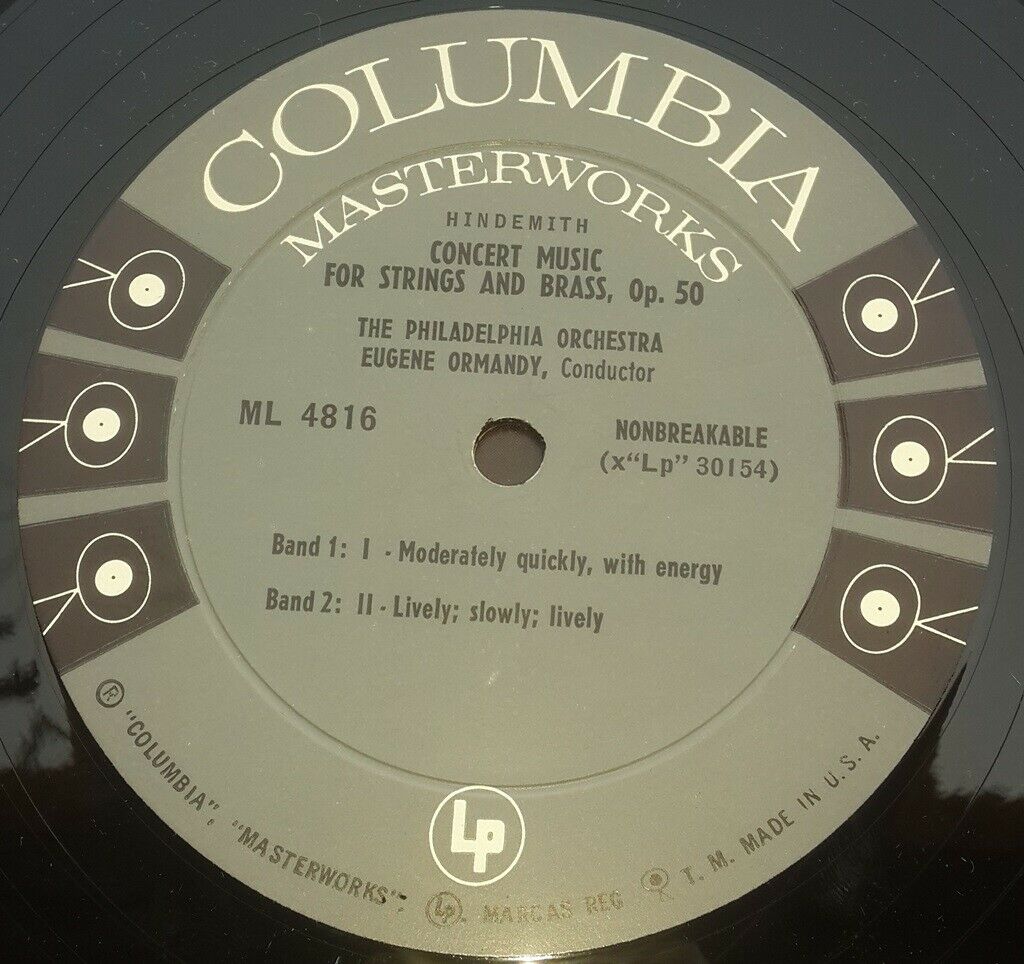 COLUMBIA
MASTERWORKS
HINDEMITH
CONCERT MUSIC
FOR STRINGS AND BRASS, Op. 50
THE PHILADELPHIA ORCHESTRA
EUGENE ORMANDY, Conductor
ML 4816
NONBREAKABLE
(x“Lp” 30154)
Band 1: I - Moderately quickly, with energy
Band 2: II - Lively; slowly; lively
LP
Ⓡ “COLUMBIA”, “MASTERWORKS”, LP. MARCAS REG T. M. MADE IN U. S. A.